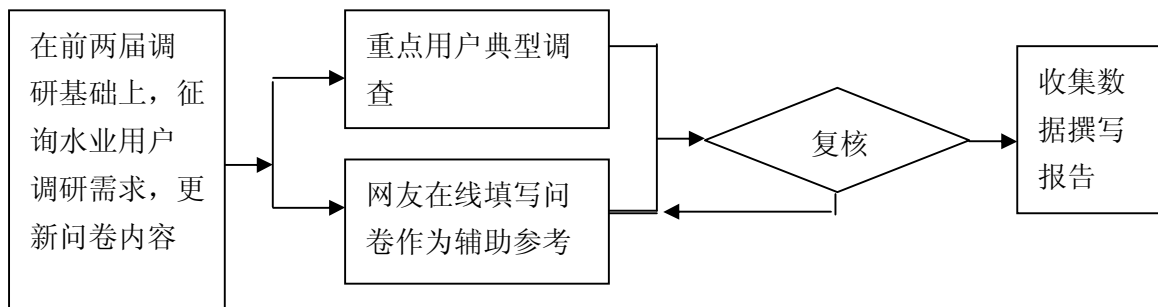 在前两届调
研基础上，征
询水业用户
调研需求，更
新问卷内容
重点用户典型调
查
网友在线填写问
卷作为辅助参考
复核
收集数
据撰写
报告